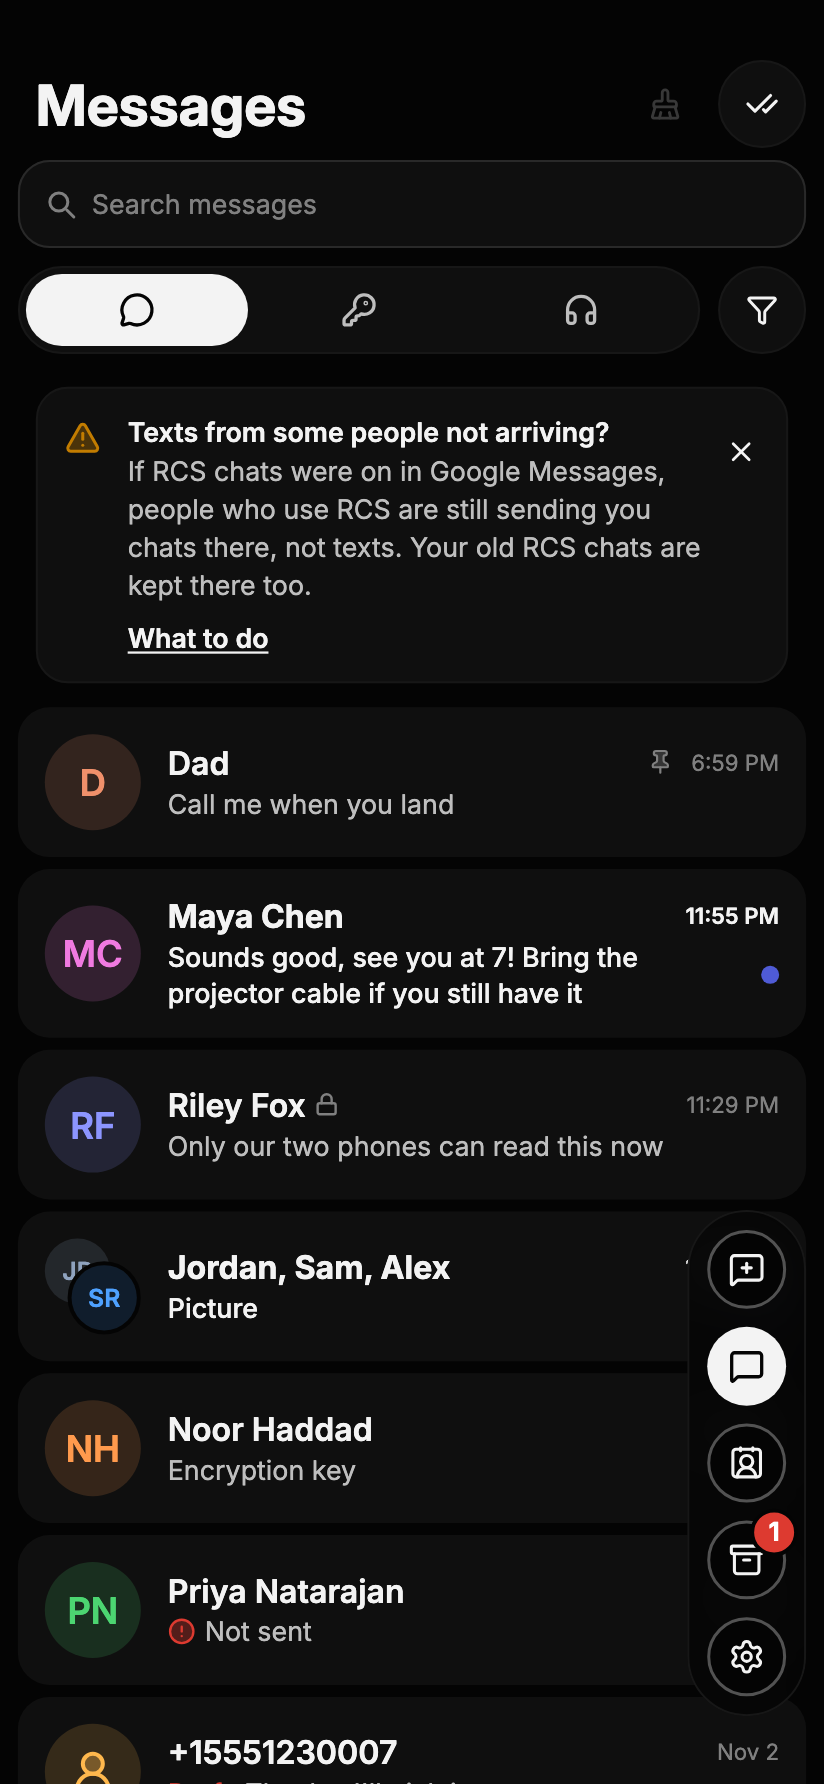 Messages
Search messages
Texts from some people not arriving?
If RCS chats were on in Google Messages,
people who use RCS are still sending you
chats there, not texts. Your old RCS chats are
kept there too.
What to do
D
Dad
6:59 PM
Call me when you land
MC
Maya Chen
11:55 PM
Sounds good, see you at 7! Bring the
projector cable if you still have it
RF
Riley Fox
11:29 PM
Only our two phones can read this now
SR
Jordan, Sam, Alex
Picture
NH
Noor Haddad
Encryption key
1
PN
Priya Natarajan
Not sent
+15551230007
Nov 2